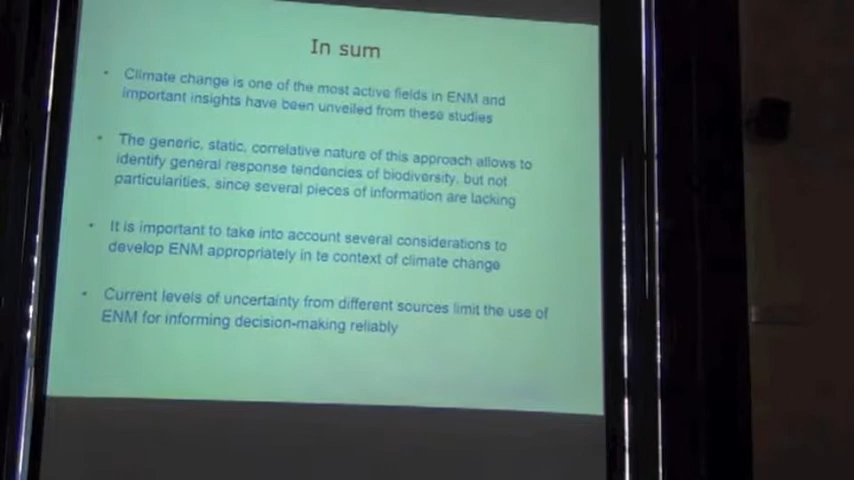 In sum
• Climate change is one of the most active fields in ENM and
important insights have been unveiled from these studies
• The generic, static, correlative nature of this approach allows to
identify general response tendencies of biodiversity, but not
particularities, since several pieces of information are lacking
• It is important to take into account several considerations to
develop ENM appropriately in te context of climate change
• Current levels of uncertainty from different sources limit the use of
ENM for informing decision-making reliably